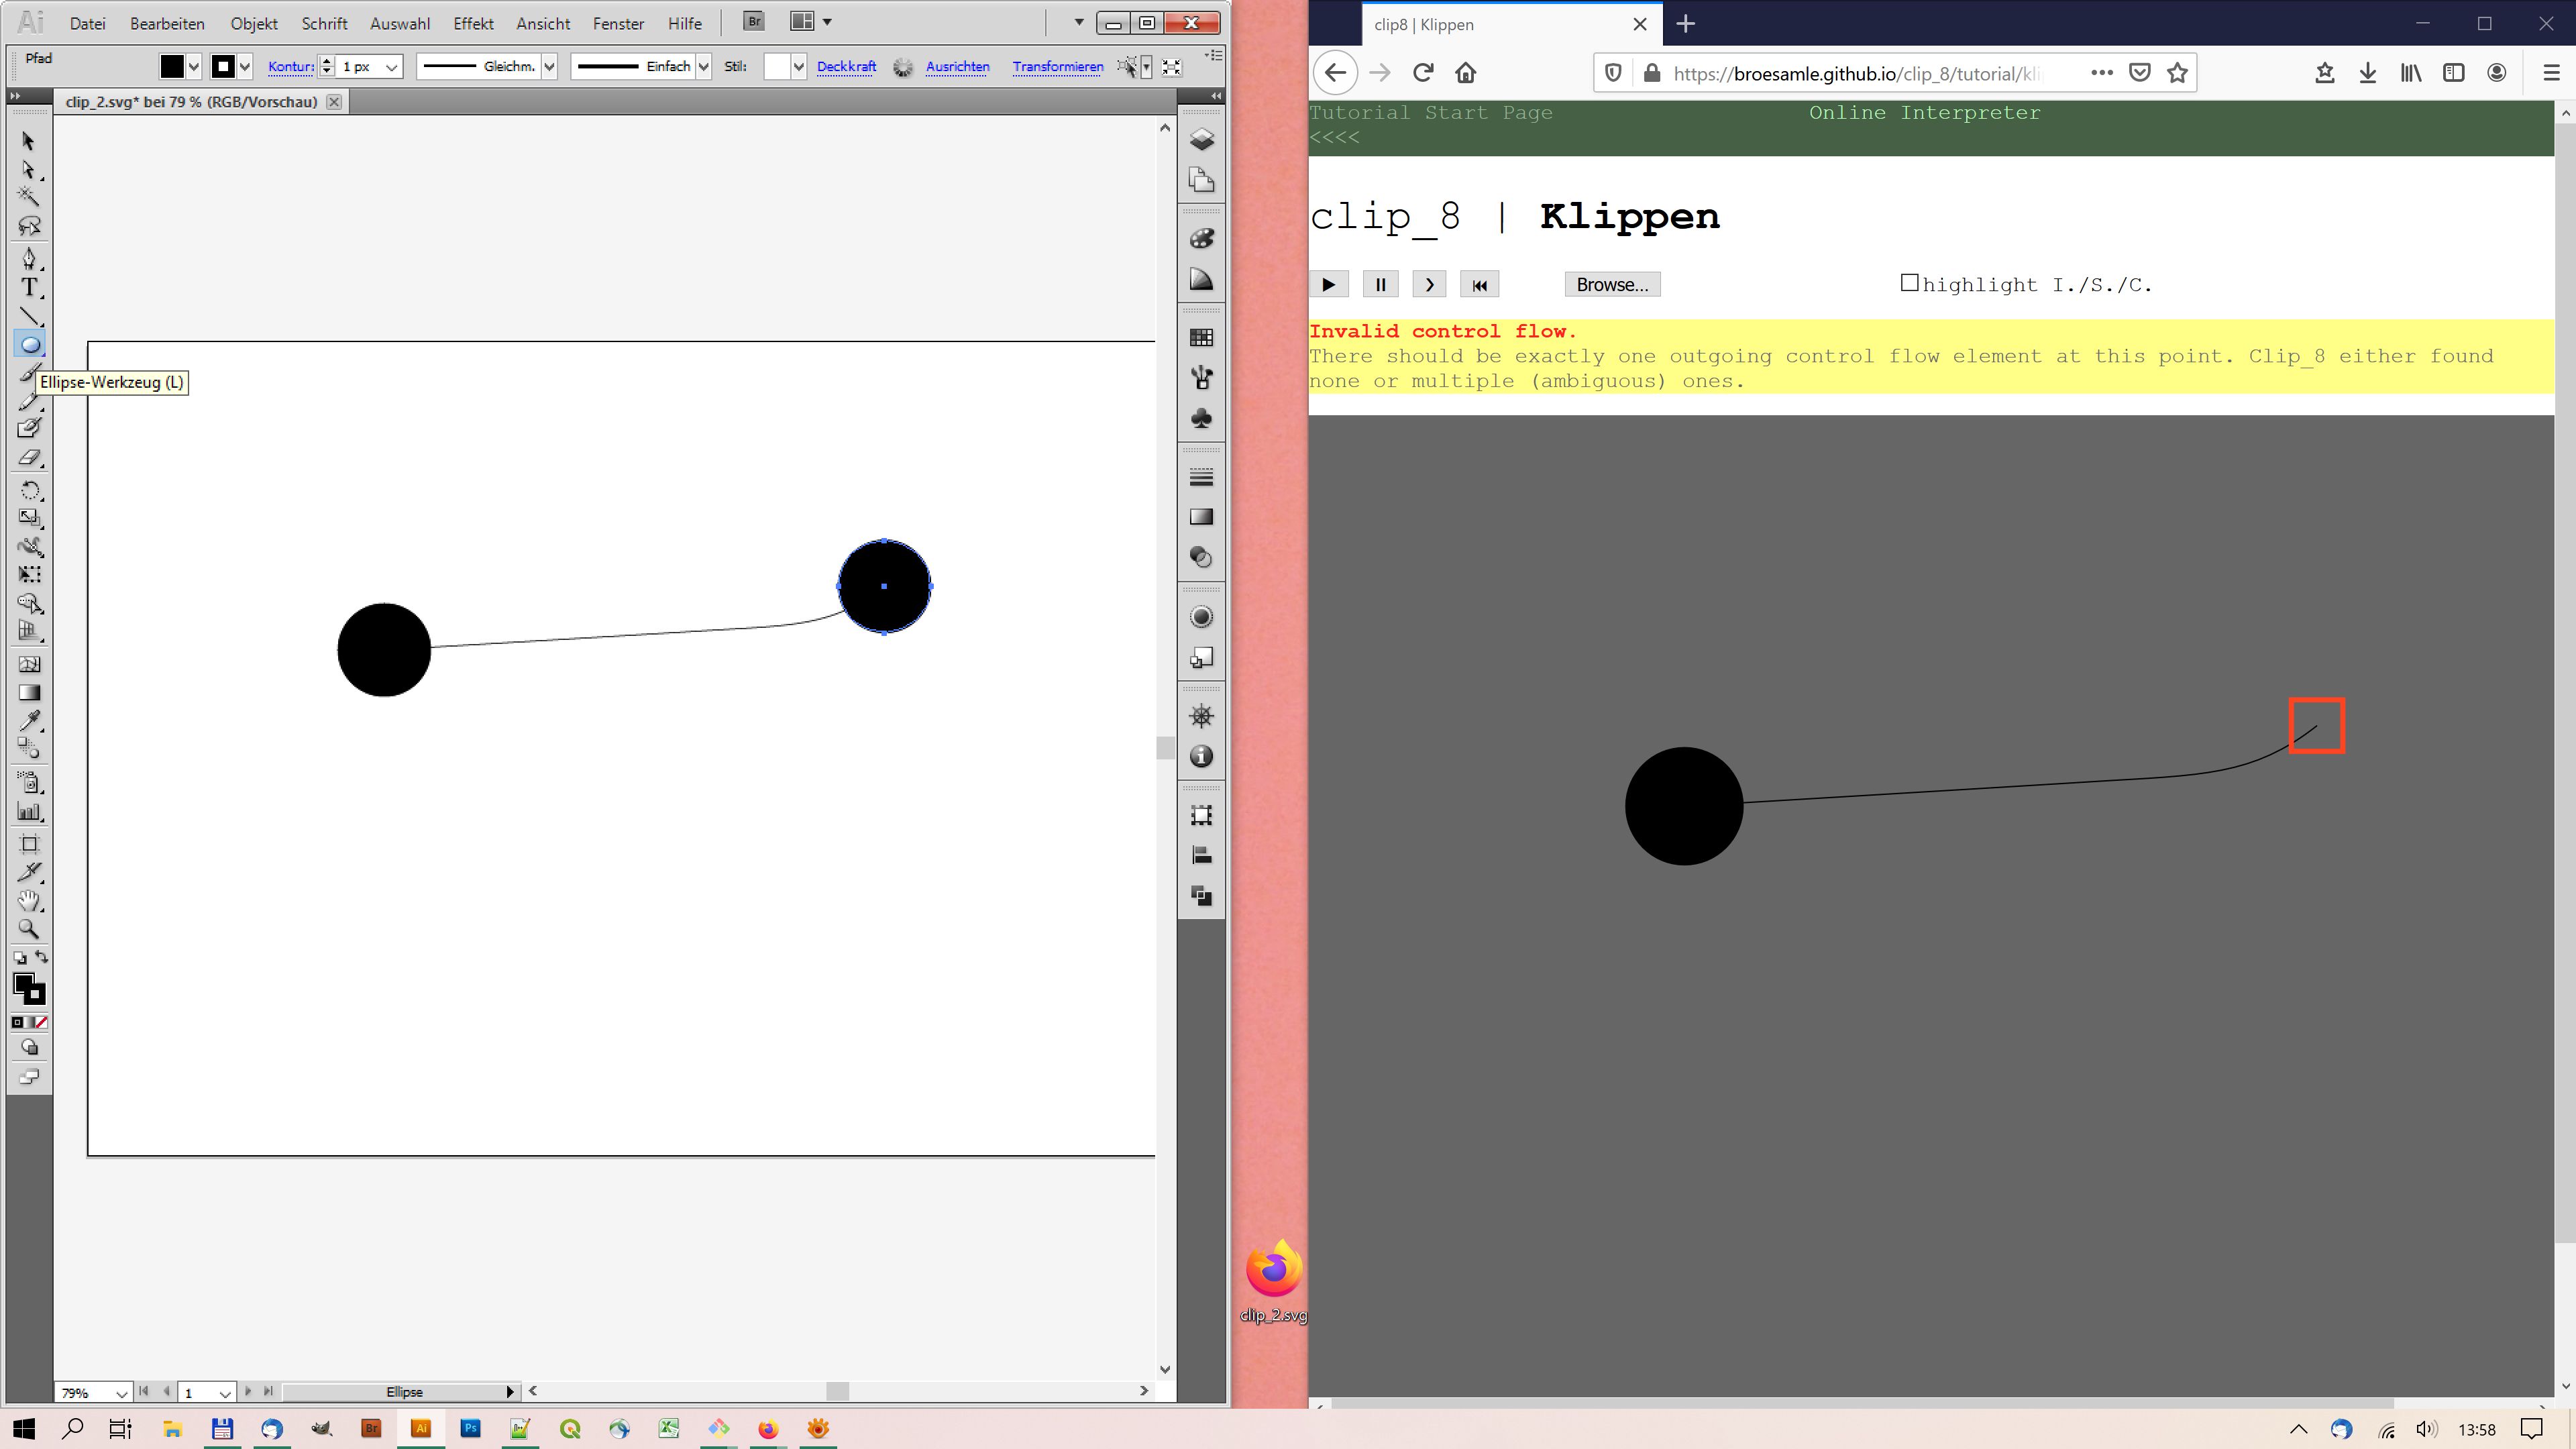 Ai Datei Bearbeiten Objekt Schrift Auswahl Effekt Ansicht Fenster Hilfe Br
Pfad Kontur: 1 px Gleichm. Einfach Stil: Deckkraft Ausrichten Transformieren
clip_2.svg* bei 79 % (RGB/Vorschau)
Ellipse-Werkzeug (L)
79% 1 Ellipse
clip_2.svg
clip8 | Klippen
https://broesamle.github.io/clip_8/tutorial/kli
Tutorial Start Page Online Interpreter
<<<<
clip_8 | Klippen
Browse... highlight I./S./C.
Invalid control flow.
There should be exactly one outgoing control flow element at this point. Clip_8 either found
none or multiple (ambiguous) ones.
Br Ai Ps 13:58